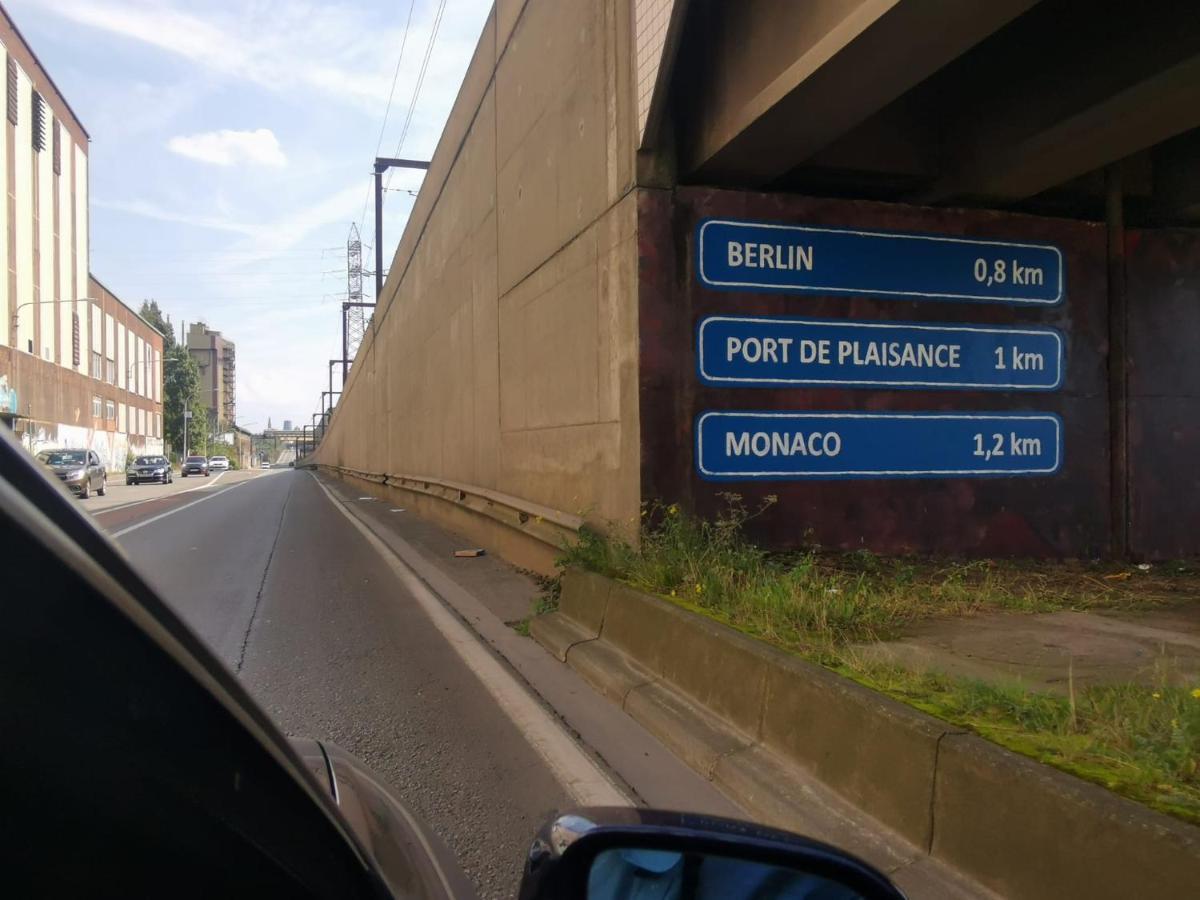 BERLIN 0,8 km
PORT DE PLAISANCE 1 km
MONACO 1,2 km